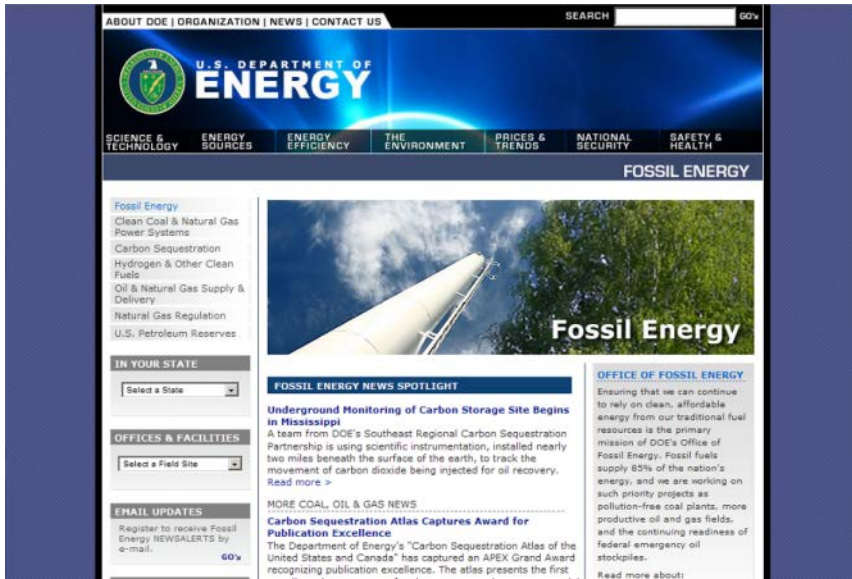 ABOUT DOE | ORGANIZATION | NEWS | CONTACT US
SEARCH
GO
U.S. DEPARTMENT OF
ENERGY
SCIENCE &
TECHNOLOGY
ENERGY
SOURCES
ENERGY
EFFICIENCY
THE
ENVIRONMENT
PRICES &
TRENDS
NATIONAL
SECURITY
SAFETY &
HEALTH
FOSSIL ENERGY
Fossil Energy
Clean Coal & Natural Gas
Power Systems
Carbon Sequestration
Hydrogen & Other Clean
Fuels
Oil & Natural Gas Supply &
Delivery
Natural Gas Regulation
U.S. Petroleum Reserves
IN YOUR STATE
Select a State
OFFICES & FACILITIES
Select a Field Site
EMAIL UPDATES
Register to receive Fossil
Energy NEWSALERTS by
e-mail.
GO
Fossil Energy
FOSSIL ENERGY NEWS SPOTLIGHT
Underground Monitoring of Carbon Storage Site Begins
in Mississippi
A team from DOE's Southeast Regional Carbon Sequestration
Partnership is using scientific instrumentation, installed nearly
two miles beneath the surface of the earth, to track the
movement of carbon dioxide being injected for oil recovery.
Read more >
MORE COAL, OIL & GAS NEWS
Carbon Sequestration Atlas Captures Award for
Publication Excellence
The Department of Energy's "Carbon Sequestration Atlas of the
United States and Canada" has captured an APEX Grand Award
recognizing publication excellence. The atlas presents the first
OFFICE OF FOSSIL ENERGY
Ensuring that we can continue
to rely on clean, affordable
energy from our traditional fuel
resources is the primary
mission of DOE's Office of
Fossil Energy. Fossil fuels
supply 85% of the nation's
energy, and we are working on
such priority projects as
pollution-free coal plants, more
productive oil and gas fields,
and the continuing readiness of
federal emergency oil
stockpiles.
Read more about: